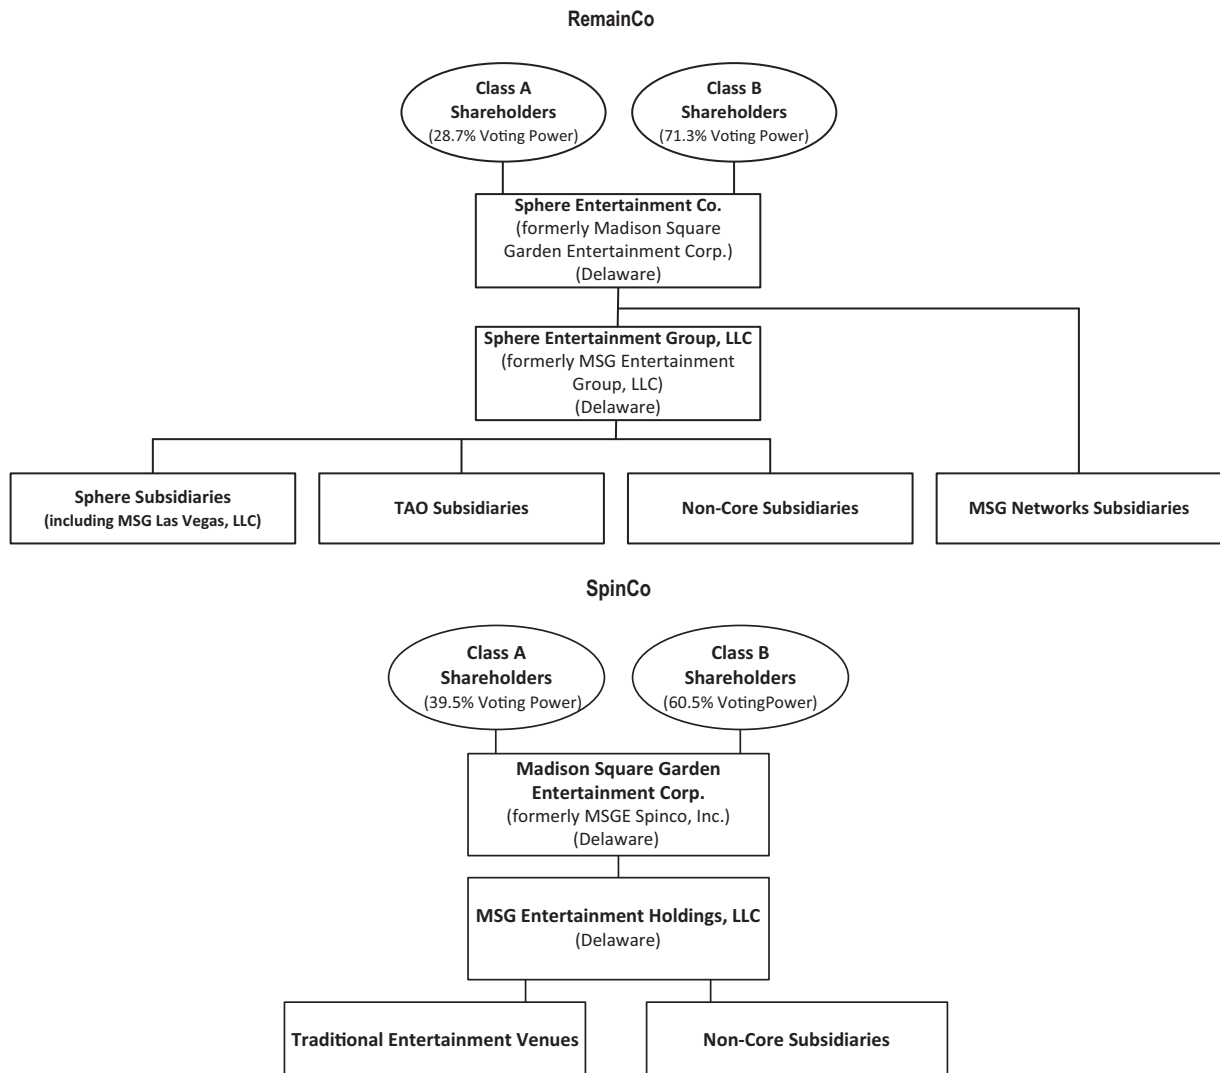 RemainCo
Class A
Shareholders
(28.7% Voting Power)
Class B
Shareholders
(71.3% Voting Power)
Sphere Entertainment Co.
(formerly Madison Square
Garden Entertainment Corp.)
(Delaware)
Sphere Entertainment Group, LLC
(formerly MSG Entertainment
Group, LLC)
(Delaware)
Sphere Subsidiaries
(including MSG Las Vegas, LLC)
TAO Subsidiaries
Non-Core Subsidiaries
MSG Networks Subsidiaries
SpinCo
Class A
Shareholders
(39.5% Voting Power)
Class B
Shareholders
(60.5% VotingPower)
Madison Square Garden
Entertainment Corp.
(formerly MSGE Spinco, Inc.)
(Delaware)
MSG Entertainment Holdings, LLC
(Delaware)
Traditional Entertainment Venues
Non-Core Subsidiaries